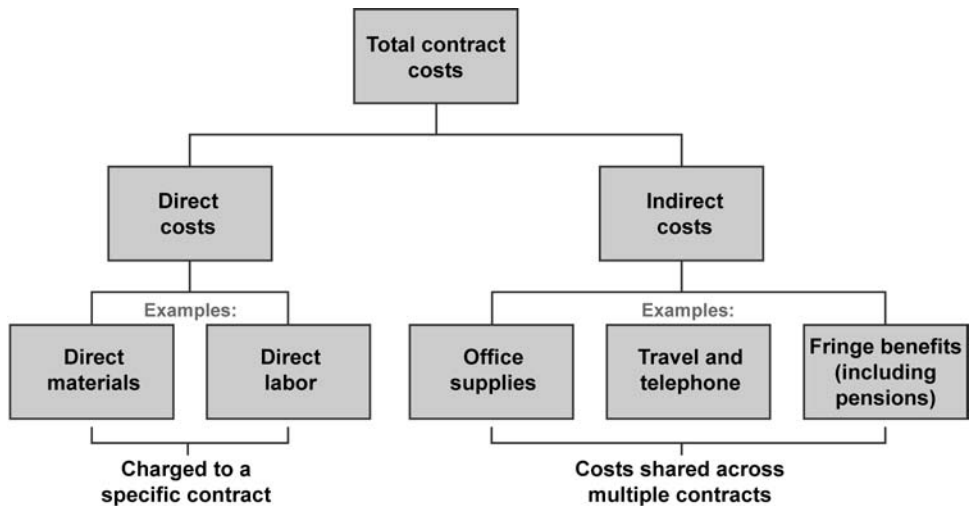 Total contract
costs
Direct
costs
Indirect
costs
Examples:
Examples:
Direct
materials
Direct
labor
Office
supplies
Travel and
telephone
Fringe benefits
(including
pensions)
Charged to a
specific contract
Costs shared across
multiple contracts